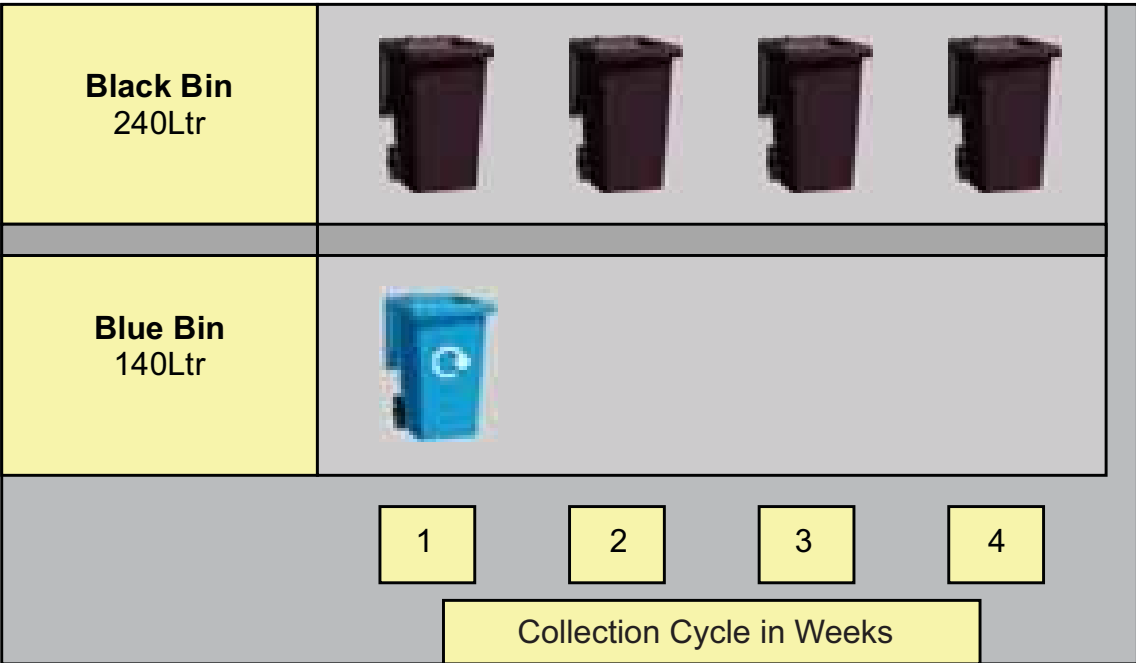 Black Bin
240Ltr
Blue Bin
140Ltr
1 2 3 4
Collection Cycle in Weeks